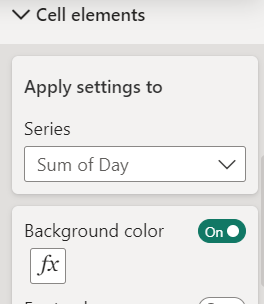 Cell elements
Apply settings to
Series
Sum of Day
Background color
On
fx